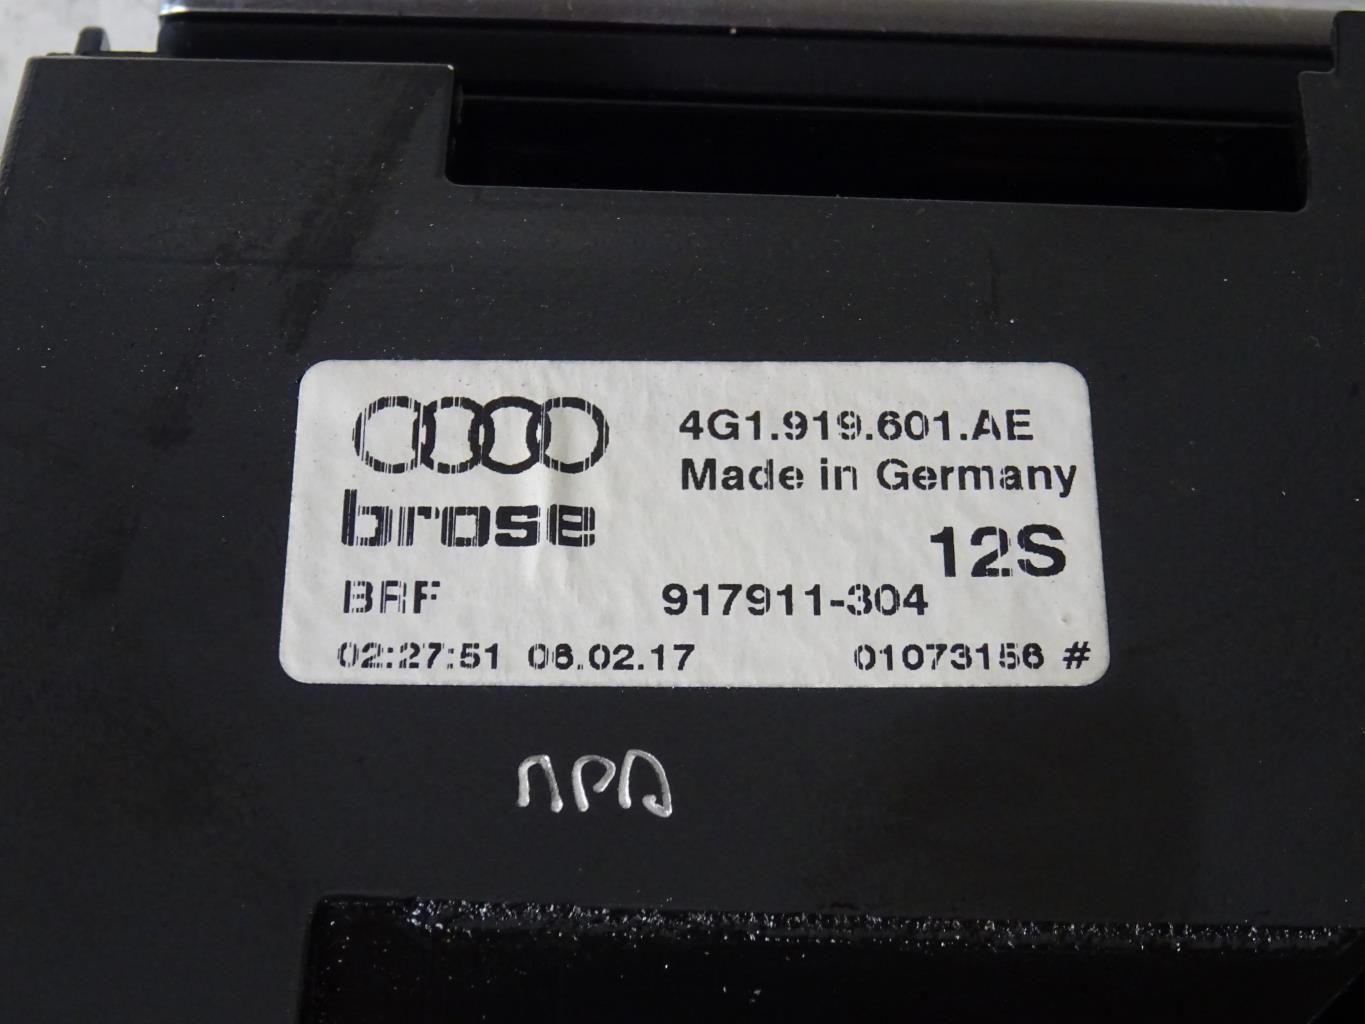 4G1.919.601.AE
Made in Germany
brose
12S
BRF 917911-304
02:27:51 06.02.17 01073156 #
ПРД